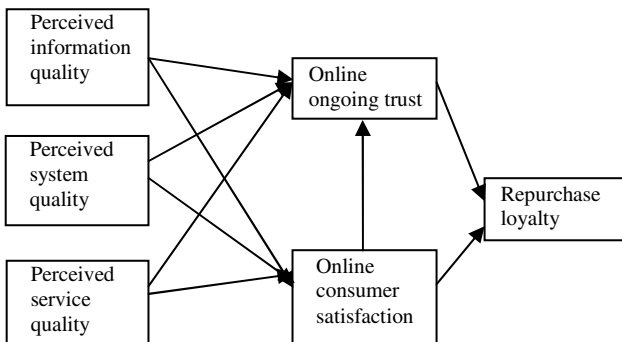 Perceived
information
quality
Online
ongoing trust
Perceived
system
quality
Repurchase
loyalty
Perceived
service
quality
Online
consumer
satisfaction